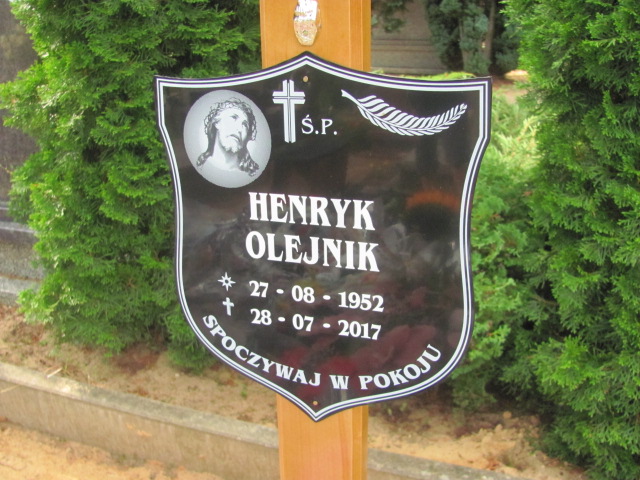 Ś.P.
HENRYK
OLEJNIK
27 - 08 - 1952
28 - 07 - 2017
SPOCZYWAJ W POKOJU